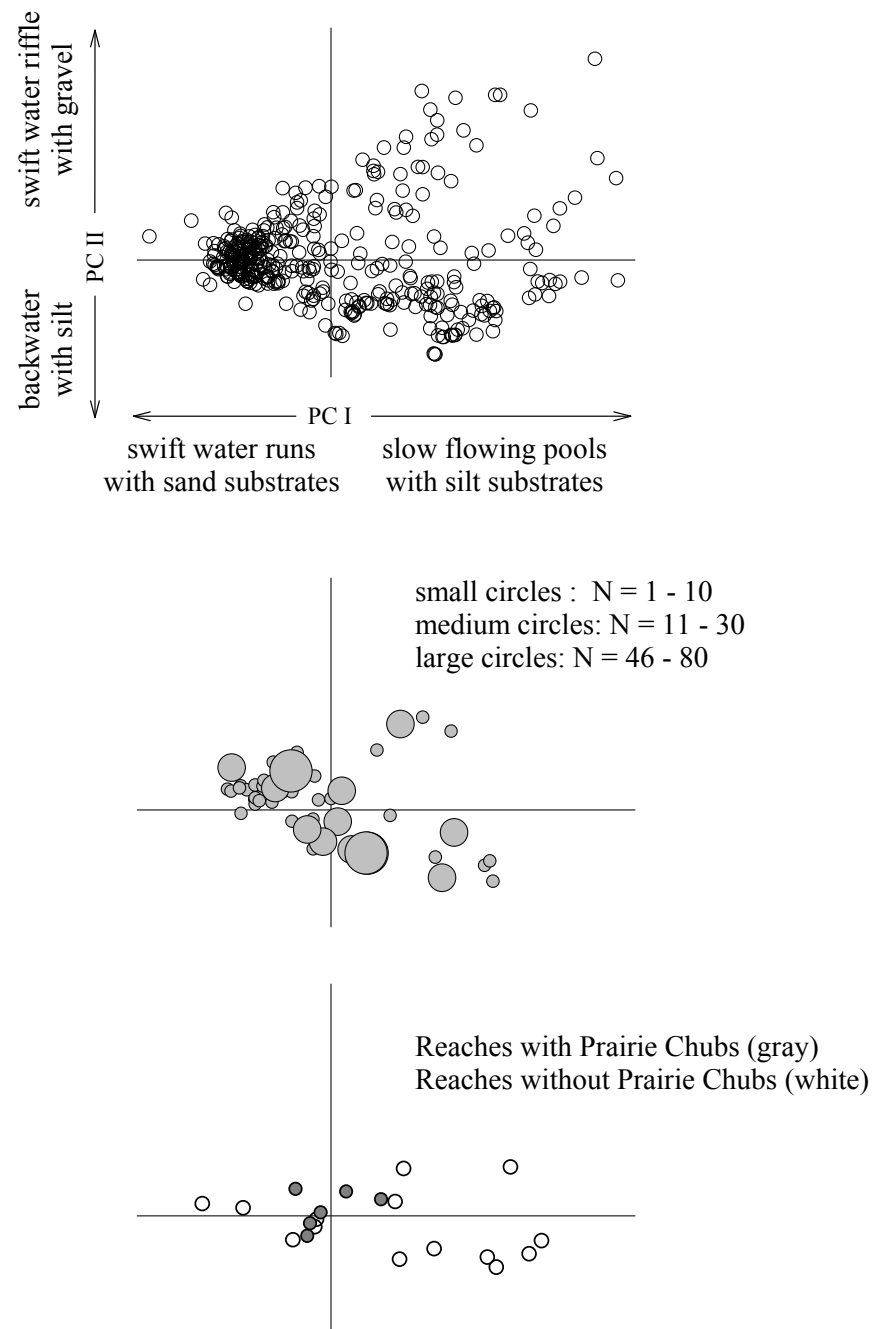 swift water riffle
with gravel
PC II
backwater
with silt
PC I
swift water runs
with sand substrates
slow flowing pools
with silt substrates
small circles :  N = 1 - 10
medium circles: N = 11 - 30
large circles: N = 46 - 80
Reaches with Prairie Chubs (gray)
Reaches without Prairie Chubs (white)